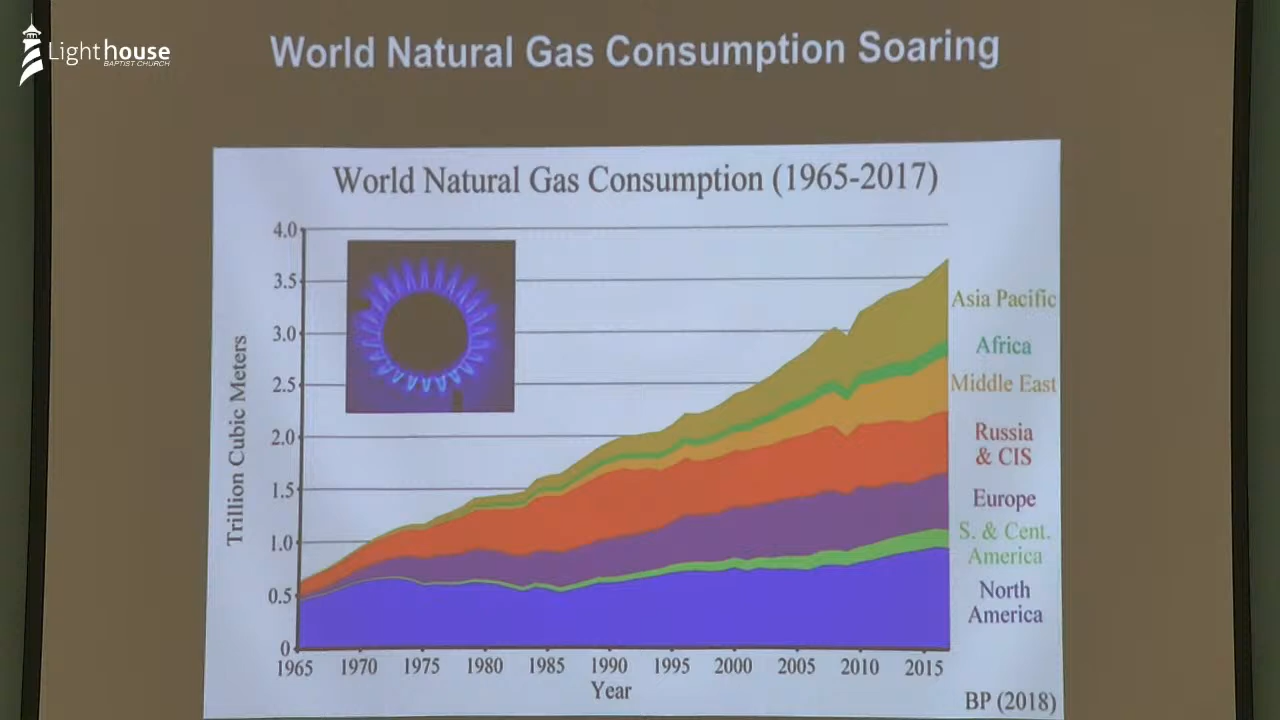 Lighthouse
BAPTIST CHURCH
World Natural Gas Consumption Soaring
World Natural Gas Consumption (1965-2017)
Trillion Cubic Meters
4.0
3.5
3.0
2.5
2.0
1.5
1.0
0.5
0
Asia Pacific
Africa
Middle East
Russia
& CIS
Europe
S. & Cent.
America
North
America
1965 1970 1975 1980 1985 1990 1995 2000 2005 2010 2015
Year
BP (2018)